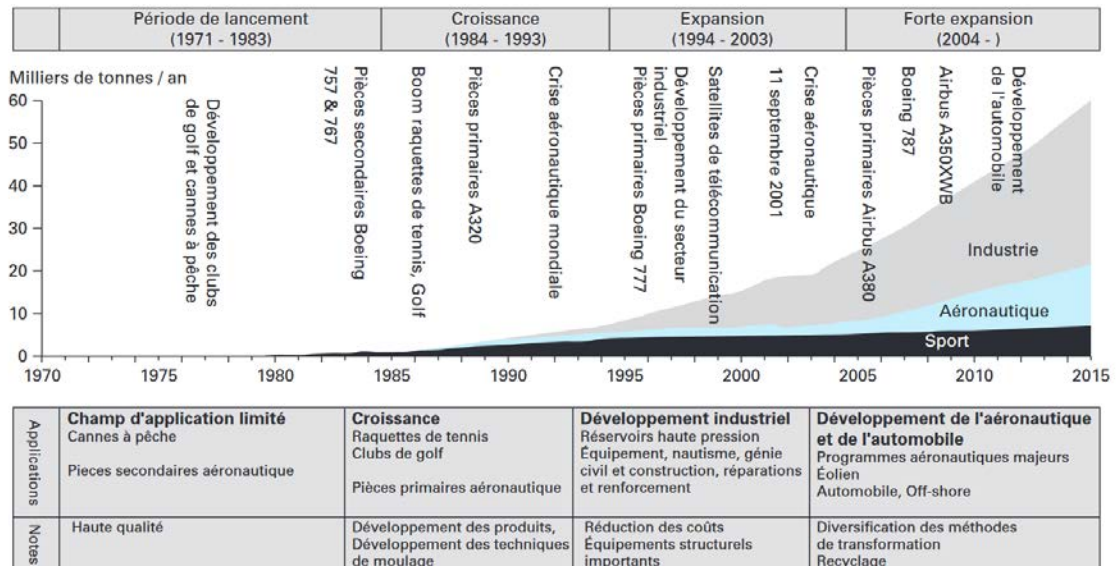 Période de lancement
(1971 - 1983)
Croissance
(1984 - 1993)
Expansion
(1994 - 2003)
Forte expansion
(2004 - )
Milliers de tonnes / an
60
50
40
30
20
10
0
Développement des clubs
de golf et cannes à pêche
Pièces secondaires Boeing
757 & 767
Boom raquettes de tennis, Golf
Pièces primaires A320
Crise aéronautique mondiale
Pièces primaires Boeing 777
Développement du secteur
industriel
Satellites de télécommunication
11 septembre 2001
Crise aéronautique
Pièces primaires Airbus A380
Boeing 787
Airbus A350XWB
Développement
de l'automobile
Industrie
Aéronautique
Sport
1970
1975
1980
1985
1990
1995
2000
2005
2010
2015
Applications
Champ d'application limité
Cannes à pêche
Pieces secondaires aéronautique
Croissance
Raquettes de tennis
Clubs de golf
Pièces primaires aéronautique
Développement industriel
Réservoirs haute pression
Équipement, nautisme, génie
civil et construction, réparations
et renforcement
Développement de l'aéronautique
et de l'automobile
Programmes aéronautiques majeurs
Éolien
Automobile, Off-shore
Notes
Haute qualité
Développement des produits,
Développement des techniques
de moulage
Réduction des coûts
Équipements structurels
importants
Diversification des méthodes
de transformation
Recyclage